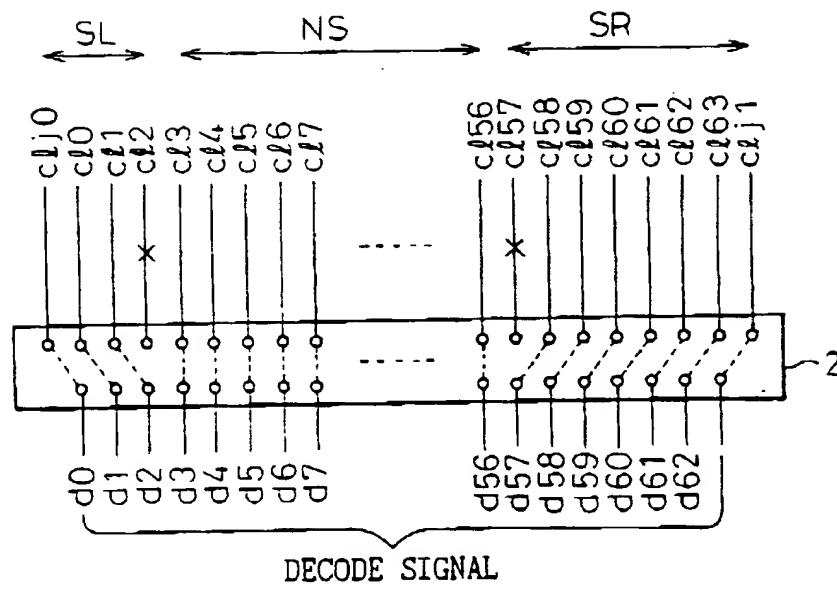 SL NS SR
cℓj0 cℓ0 cℓ1 cℓ2 cℓ3 cℓ4 cℓ5 cℓ6 cℓ7 cℓ56 cℓ57 cℓ58 cℓ59 cℓ60 cℓ61 cℓ62 cℓ63 cℓj1
2
d0 d1 d2 d3 d4 d5 d6 d7 d56 d57 d58 d59 d60 d61 d62
DECODE SIGNAL